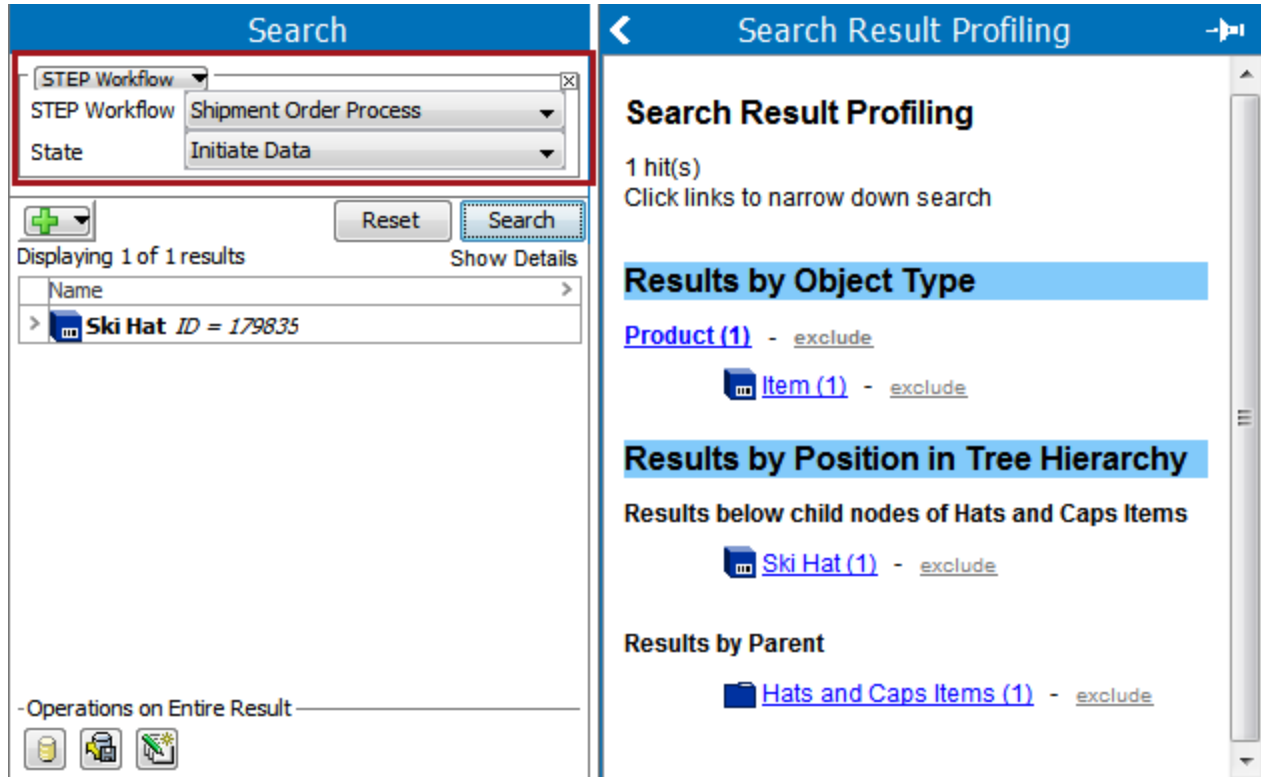 Search
STEP Workflow
STEP Workflow Shipment Order Process
State Initiate Data
Reset Search
Displaying 1 of 1 results Show Details
Name >
> Ski Hat ID = 179835
Operations on Entire Result
Search Result Profiling
Search Result Profiling
1 hit(s)
Click links to narrow down search
Results by Object Type
Product (1) - exclude
Item (1) - exclude
Results by Position in Tree Hierarchy
Results below child nodes of Hats and Caps Items
Ski Hat (1) - exclude
Results by Parent
Hats and Caps Items (1) - exclude